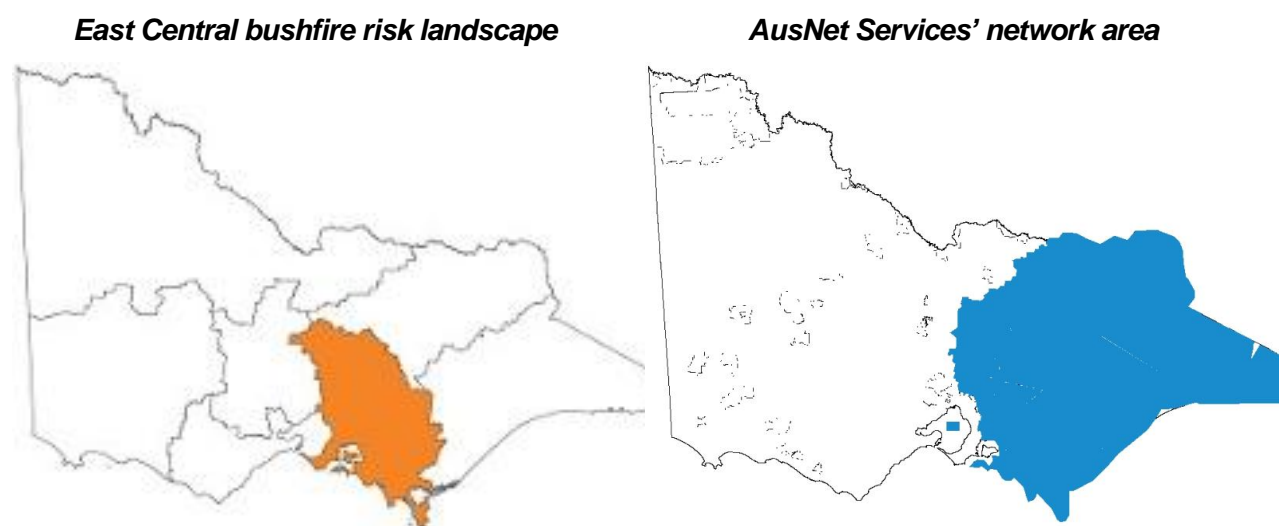 East Central bushfire risk landscape
AusNet Services’ network area